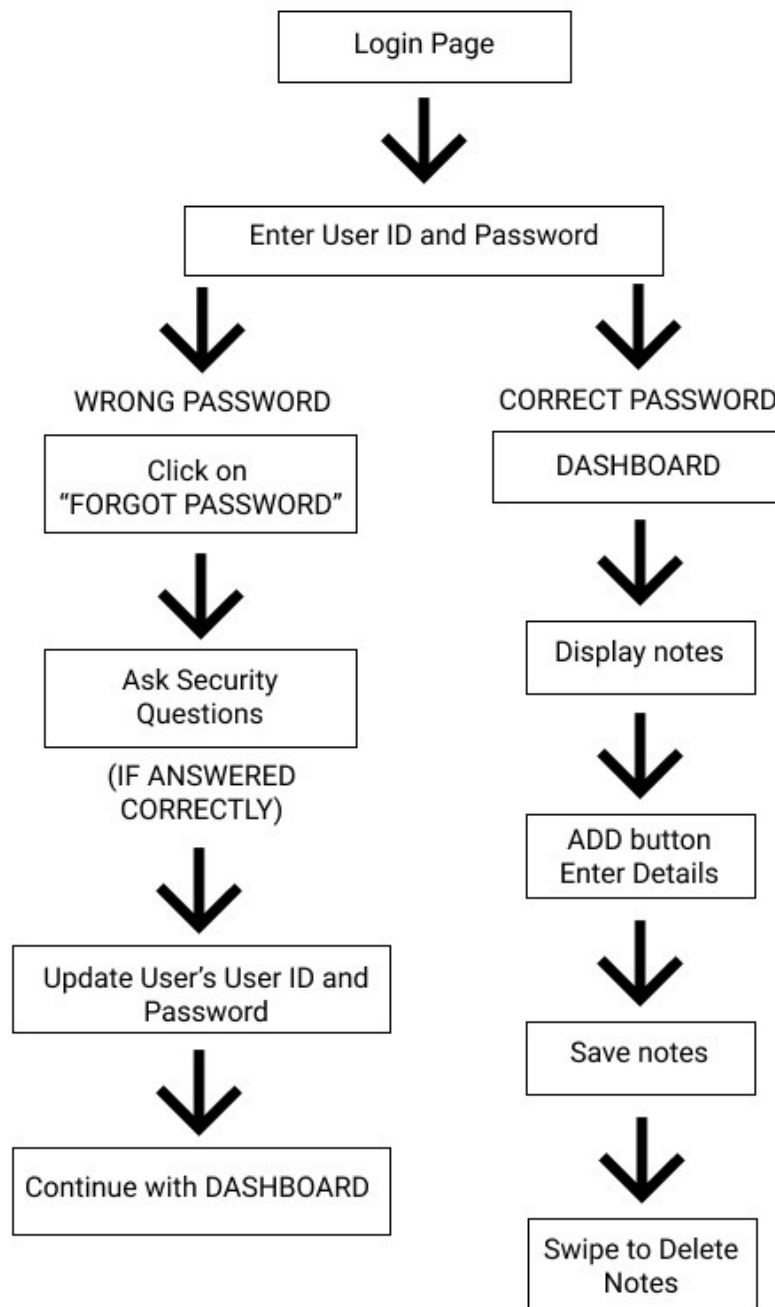 Login Page
Enter User ID and Password
WRONG PASSWORD
Click on
“FORGOT PASSWORD”
Ask Security
Questions
(IF ANSWERED
CORRECTLY)
Update User’s User ID and
Password
Continue with DASHBOARD
CORRECT PASSWORD
DASHBOARD
Display notes
ADD button
Enter Details
Save notes
Swipe to Delete
Notes